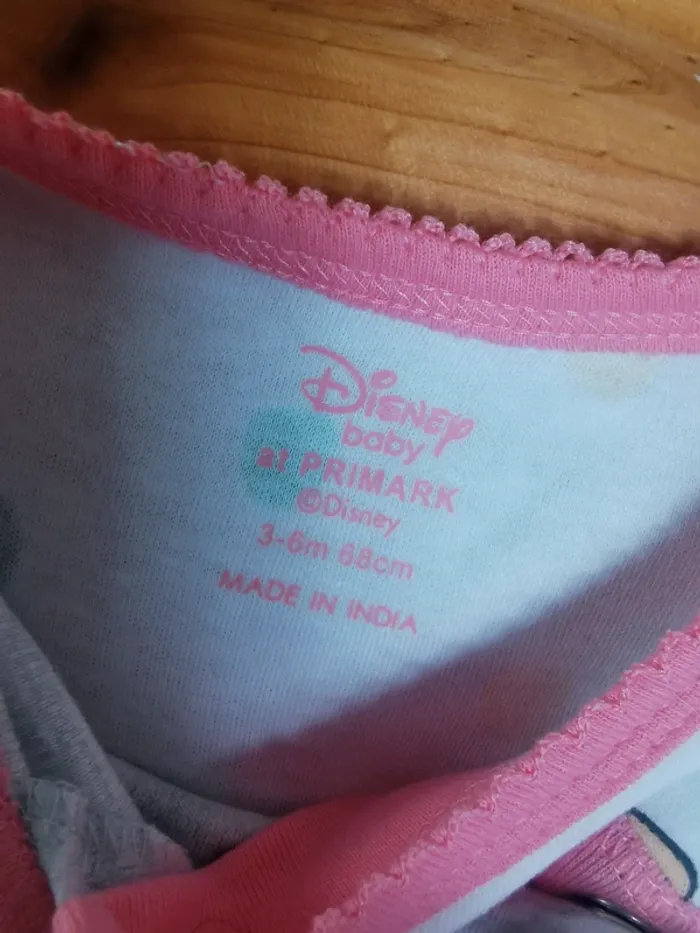 Disney
baby
at PRIMARK
©Disney
3-6m 68cm
MADE IN INDIA